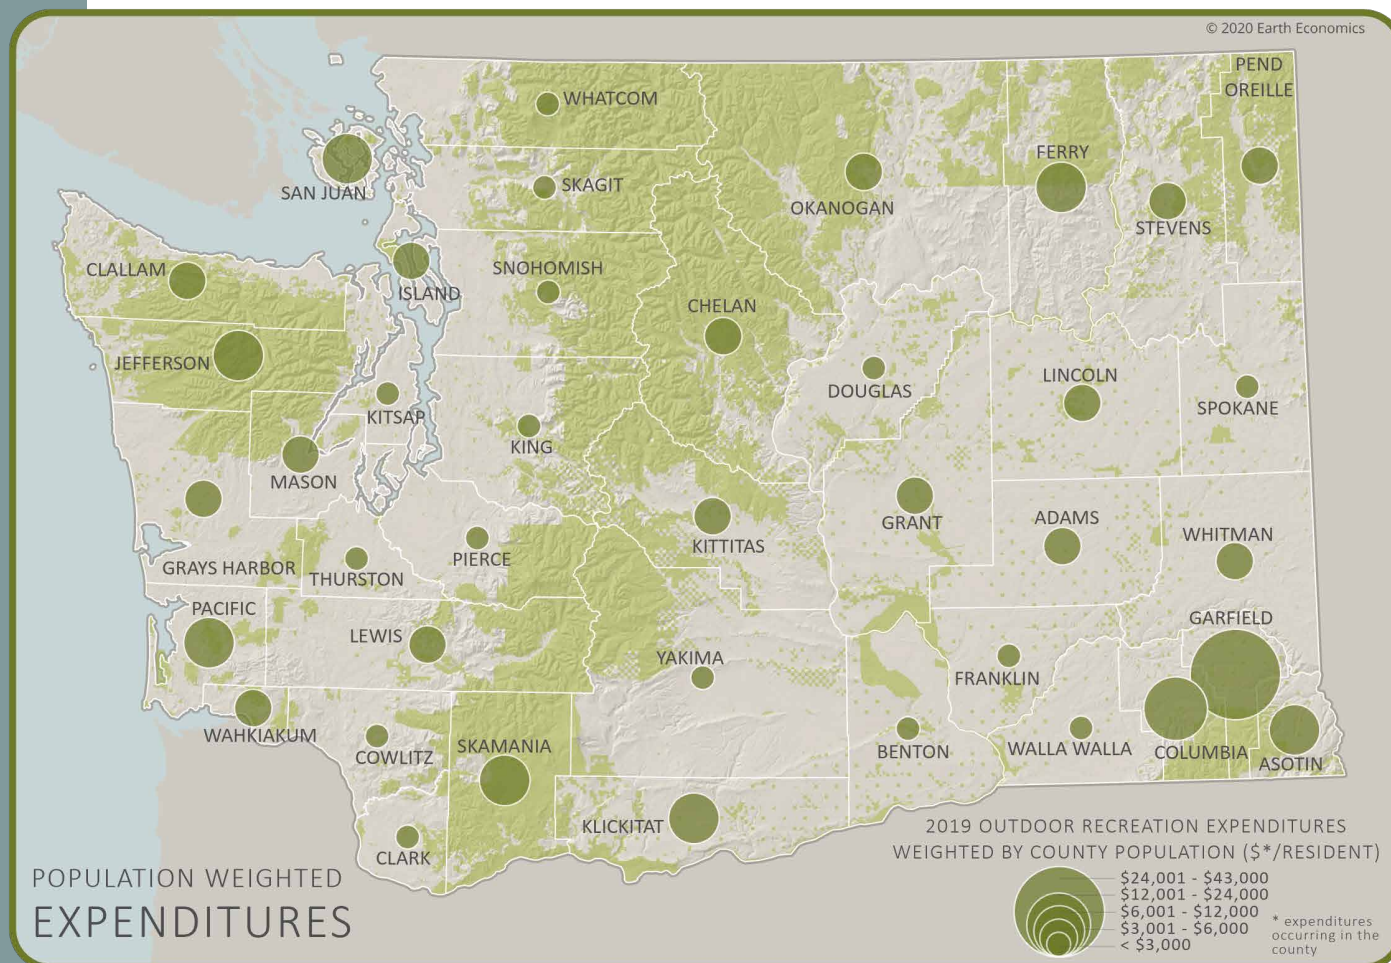 © 2020 Earth Economics
PEND
OREILLE
WHATCOM
FERRY
SKAGIT
SAN JUAN
OKANOGAN
STEVENS
CLALLAM
SNOHOMISH
ISLAND
CHELAN
JEFFERSON
LINCOLN
DOUGLAS
SPOKANE
KITSAP
KING
MASON
GRANT
ADAMS
WHITMAN
KITTITAS
PIERCE
GRAYS HARBOR
THURSTON
PACIFIC
GARFIELD
LEWIS
YAKIMA
FRANKLIN
WAHKIAKUM
SKAMANIA
COWLITZ
BENTON
WALLA WALLA
COLUMBIA
ASOTIN
KLICKITAT
CLARK
2019 OUTDOOR RECREATION EXPENDITURES
WEIGHTED BY COUNTY POPULATION ($*/RESIDENT)
$24,001 - $43,000
$12,001 - $24,000
$6,001 - $12,000
$3,001 - $6,000
< $3,000
* expenditures
occurring in the
county
POPULATION WEIGHTED
EXPENDITURES